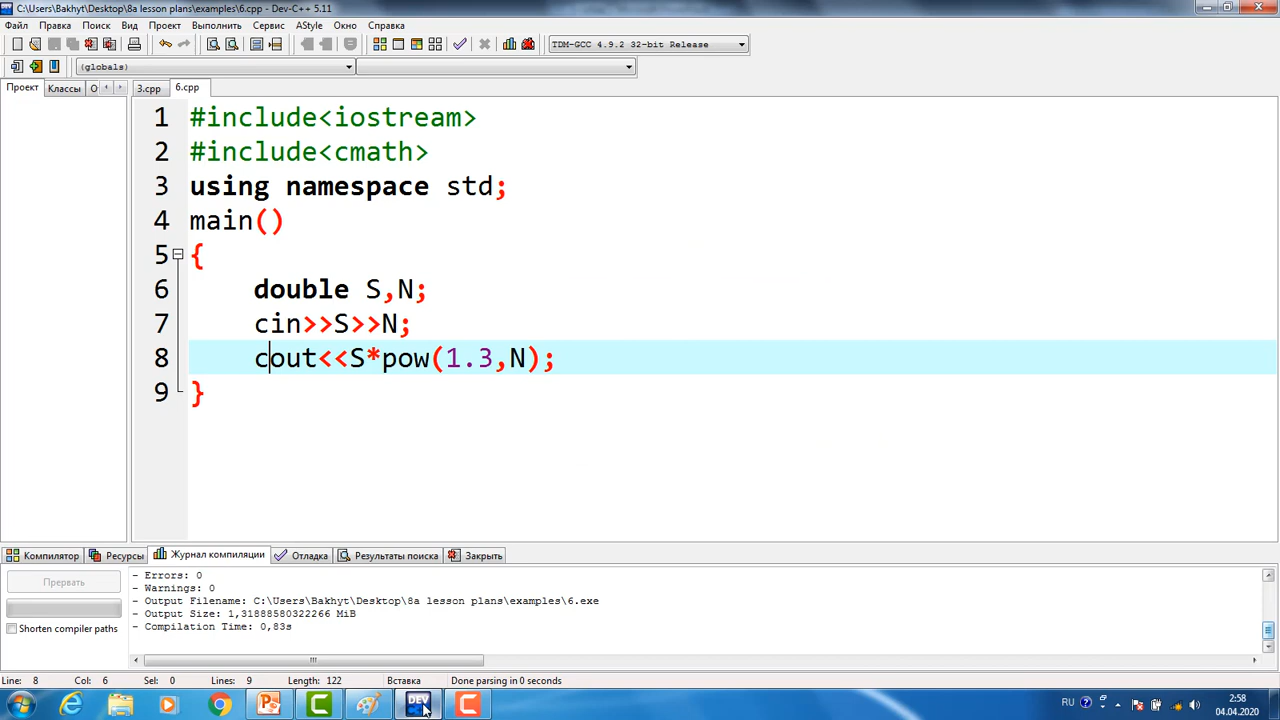 C:\Users\Bakhyt\Desktop\8a lesson plans\examples\6.cpp - Dev-C++ 5.11
Файл Правка Поиск Вид Проект Выполнить Сервис AStyle Окно Справка
TDM-GCC 4.9.2 32-bit Release
(globals)
Проект Классы О 3.cpp 6.cpp
1 #include<iostream>
2 #include<cmath>
3 using namespace std;
4 main()
5 {
6 double S,N;
7 cin>>S>>N;
8 cout<<S*pow(1.3,N);
9 }
Компилятор Ресурсы Журнал компиляции Отладка Результаты поиска Закрыть
Прервать
Shorten compiler paths
- Errors: 0
- Warnings: 0
- Output Filename: C:\Users\Bakhyt\Desktop\8a lesson plans\examples\6.exe
- Output Size: 1,31888580322266 MiB
- Compilation Time: 0,83s
Line: 8 Col: 6 Sel: 0 Lines: 9 Length: 122 Вставка Done parsing in 0 seconds
DEV
RU 2:58
04.04.2020